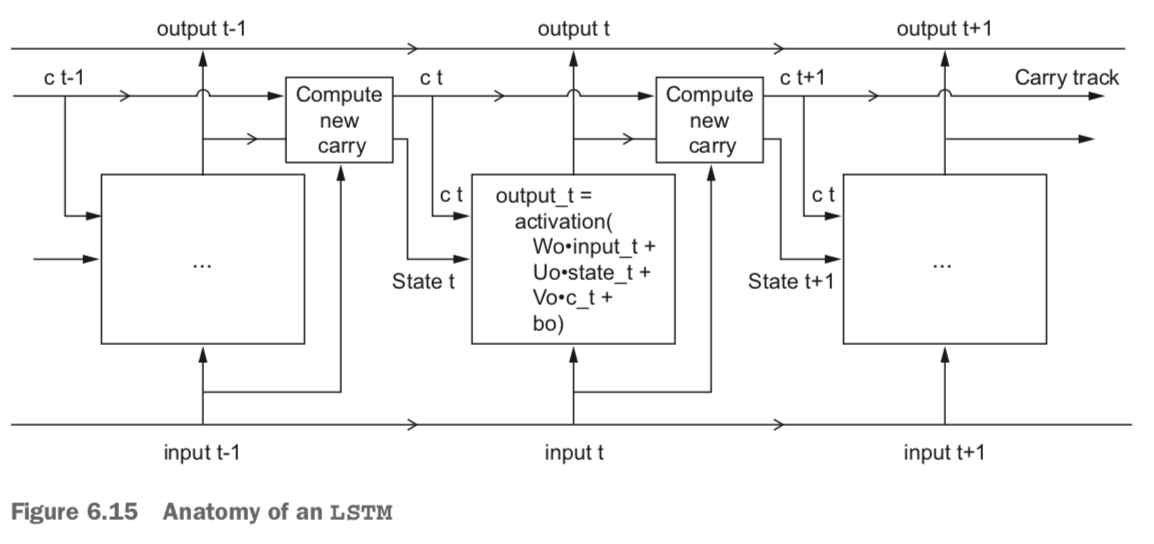 output t-1
output t
output t+1
c t-1
c t
c t+1
Carry track
Compute
new
carry
Compute
new
carry
c t
c t
output_t =
activation(
Wo•input_t +
Uo•state_t +
Vo•c_t +
bo)
...
...
State t
State t+1
input t-1
input t
input t+1
Figure 6.15 Anatomy of an LSTM